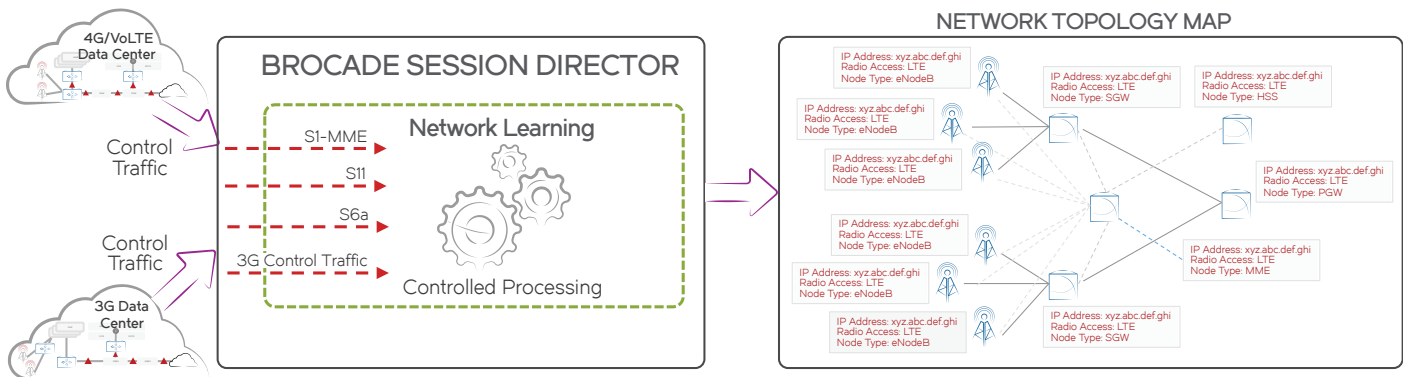 4G/VoLTE
Data Center
Control
Traffic
Control
Traffic
3G Data
Center
BROCADE SESSION DIRECTOR
Network Learning
S1-MME
S11
S6a
3G Control Traffic
Controlled Processing
NETWORK TOPOLOGY MAP
IP Address: xyz.abc.def.ghi
Radio Access: LTE
Node Type: eNodeB
IP Address: xyz.abc.def.ghi
Radio Access: LTE
Node Type: SGW
IP Address: xyz.abc.def.ghi
Radio Access: LTE
Node Type: HSS
IP Address: xyz.abc.def.ghi
Radio Access: LTE
Node Type: eNodeB
IP Address: xyz.abc.def.ghi
Radio Access: LTE
Node Type: eNodeB
IP Address: xyz.abc.def.ghi
Radio Access: LTE
Node Type: PGW
IP Address: xyz.abc.def.ghi
Radio Access: LTE
Node Type: eNodeB
IP Address: xyz.abc.def.ghi
Radio Access: LTE
Node Type: MME
IP Address: xyz.abc.def.ghi
Radio Access: LTE
Node Type: eNodeB
IP Address: xyz.abc.def.ghi
Radio Access: LTE
Node Type: eNodeB
IP Address: xyz.abc.def.ghi
Radio Access: LTE
Node Type: SGW